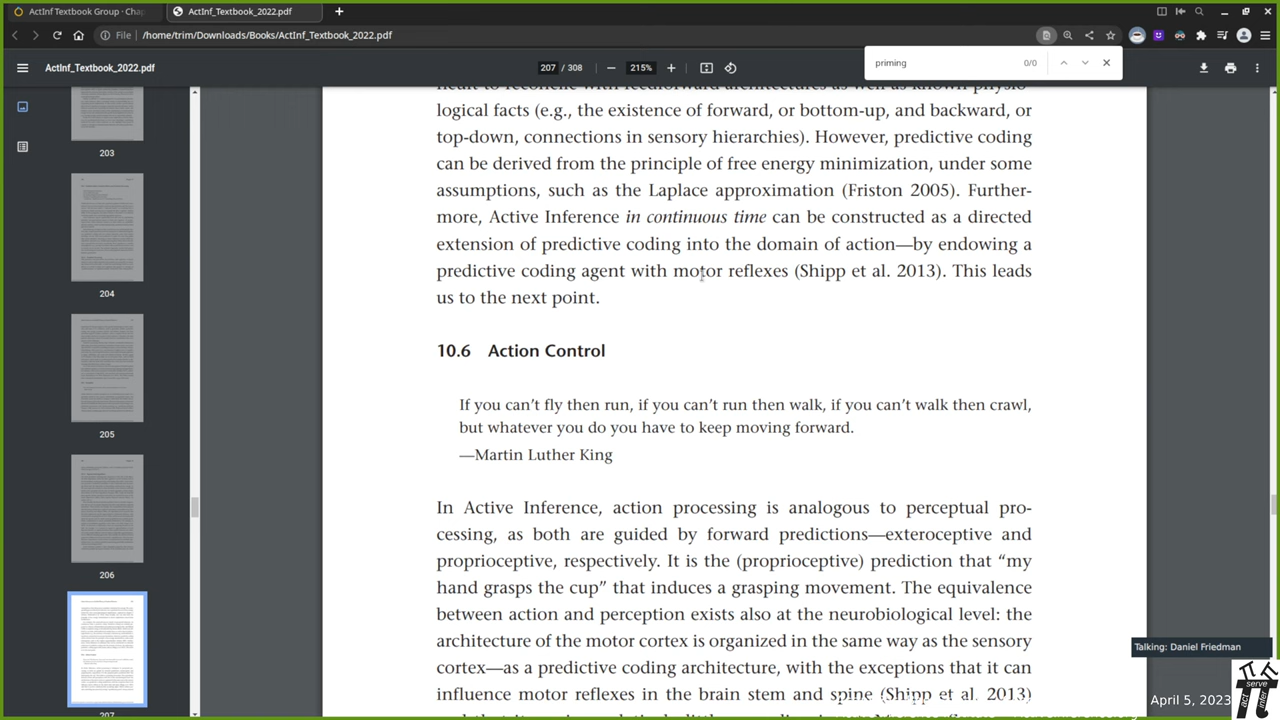 ActInf Textbook Group · Chap
ActInf_Textbook_2022.pdf
File
/home/trim/Downloads/Books/ActInf_Textbook_2022.pdf
priming
0/0
ActInf_Textbook_2022.pdf
207 / 308
215%
203
204
205
206
207
logical facts (e.g., the existence of forward, or bottom-up, and backward, or
top-down, connections in sensory hierarchies). However, predictive coding
can be derived from the principle of free energy minimization, under some
assumptions, such as the Laplace approximation (Friston 2005). Further-
more, Active Inference in continuous time can be constructed as a directed
extension of predictive coding into the domain of action—by endowing a
predictive coding agent with motor reflexes (Shipp et al. 2013). This leads
us to the next point.
10.6 Action Control
If you can't fly then run, if you can't run then walk, if you can't walk then crawl,
but whatever you do you have to keep moving forward.
—Martin Luther King
In Active Inference, action processing is analogous to perceptual pro-
cessing, as both are guided by forward predictions—exteroceptive and
proprioceptive, respectively. It is the (proprioceptive) prediction that “my
hand grasps the cup” that induces a grasping movement. The equivalence
between action and perception exists also at the neurobiological level: the
architecture of the motor cortex is organized in the same way as the sensory
cortex—as a predictive coding architecture, with the exceptions that it can
influence motor reflexes in the brain stem and spine (Shipp et al. 2013)
Talking: Daniel Friedman
April 5, 2023
act
serve
infer